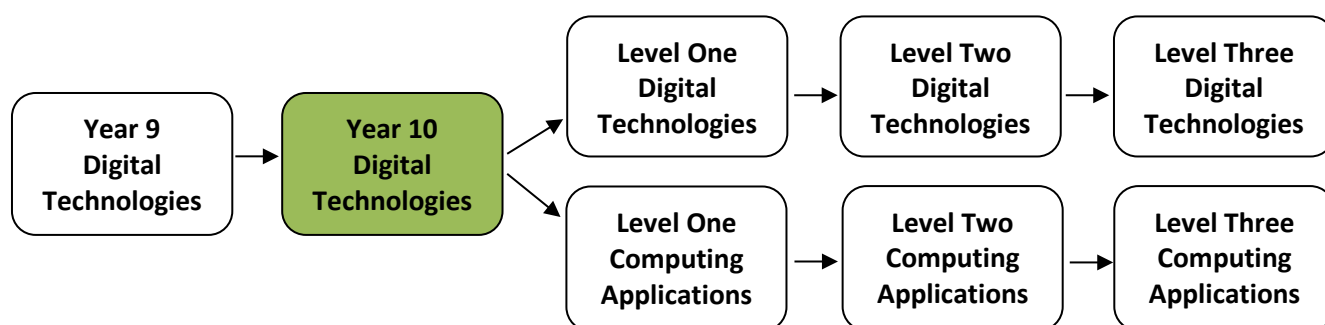 Year 9
Digital
Technologies
Year 10
Digital
Technologies
Level One
Digital
Technologies
Level Two
Digital
Technologies
Level Three
Digital
Technologies
Level One
Computing
Applications
Level Two
Computing
Applications
Level Three
Computing
Applications